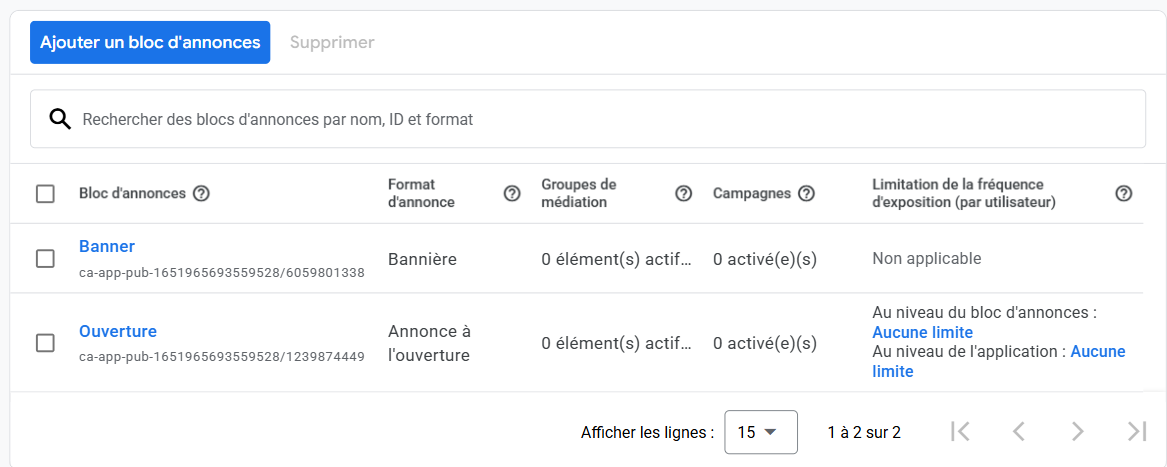 Ajouter un bloc d'annonces Supprimer
Rechercher des blocs d'annonces par nom, ID et format
Bloc d'annonces Format d'annonce Groupes de médiation Campagnes Limitation de la fréquence d'exposition (par utilisateur)
Banner
ca-app-pub-1651965693559528/6059801338
Bannière
0 élément(s) actif...
0 activé(e)(s)
Non applicable
Ouverture
ca-app-pub-1651965693559528/1239874449
Annonce à
l'ouverture
0 élément(s) actif...
0 activé(e)(s)
Au niveau du bloc d'annonces :
Aucune limite
Au niveau de l'application : Aucune
limite
Afficher les lignes : 15 1 à 2 sur 2